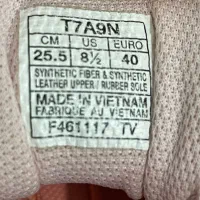 T7A9N
CM US EURO
25.5 8½ 40
SYNTHETIC FIBER & SYNTHETIC
LEATHER UPPER / RUBBER SOLE
MADE IN VIETNAM
FABRIQUE AU VIETNAM
F461117 TV